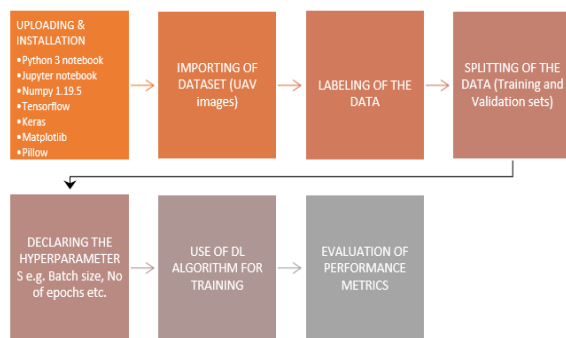 UPLOADING &
INSTALLATION
•Python 3 notebook
•Jupyter notebook
•Numpy 1.19.5
•Tensorflow
•Keras
•Matplotlib
•Pillow
IMPORTING OF
DATASET (UAV
images)
LABELING OF THE
DATA
SPLITTING OF THE
DATA (Training and
Validation sets)
DECLARING THE
HYPERPARAMETER
S e.g. Batch size, No
of epochs etc.
USE OF DL
ALGORITHM FOR
TRAINING
EVALUATION OF
PERFORMANCE
METRICS